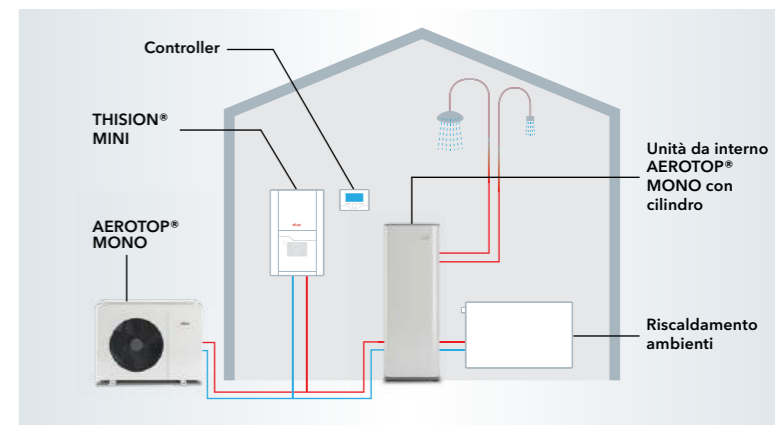 Controller
THISION®
MINI
Unità da interno
AEROTOP®
MONO con
cilindro
AEROTOP®
MONO
Riscaldamento
ambienti